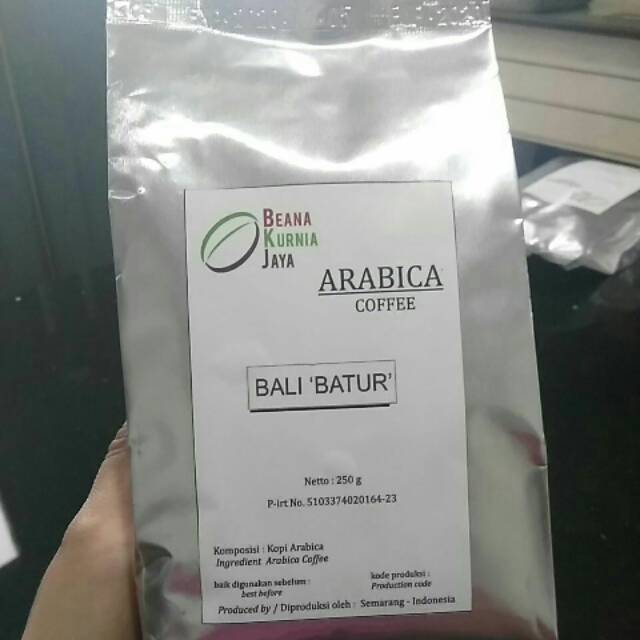 BEANA
KURNIA
JAYA
ARABICA
COFFEE
BALI 'BATUR'
Netto : 250 g
P-irt No. 5103374020164-23
Komposisi : Kopi Arabica
Ingredient Arabica Coffee
baik digunakan sebelum : kode produksi :
best before Production code
Produced by / Diproduksi oleh : Semarang - Indonesia